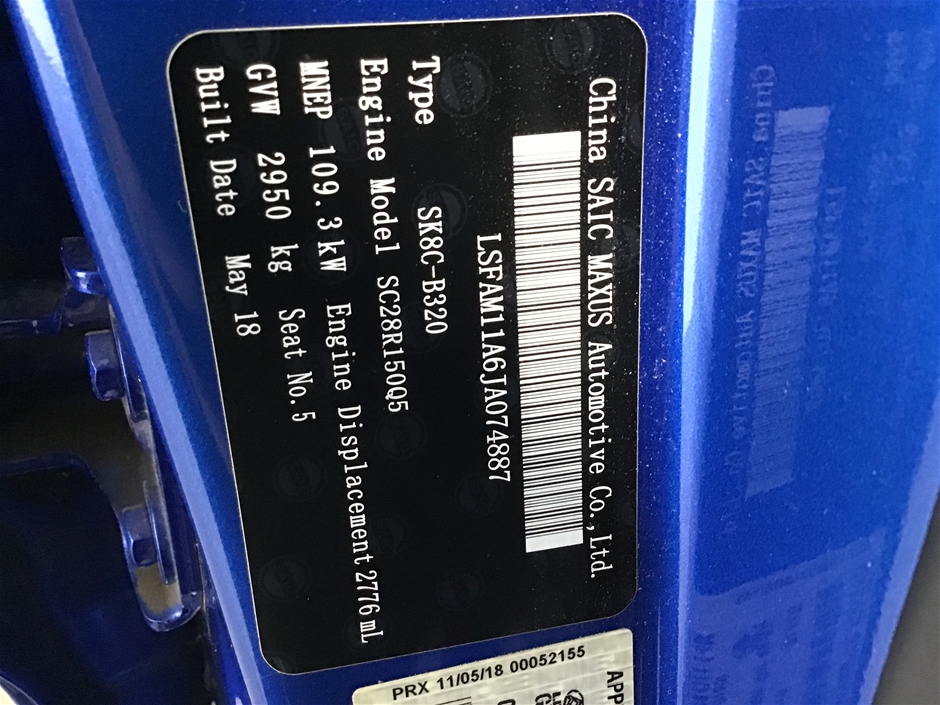 China SAIC MAXUS Automotive Co.,Ltd.
LSFAM11A6JA074887
Type SK8C-B320
Engine Model SC28R150Q5
MNEP 109.3kW Engine Displacement 2776mL
GVW 2950 kg Seat No.5
Built Date May 18
PRX 11/05/18 00052155
APP